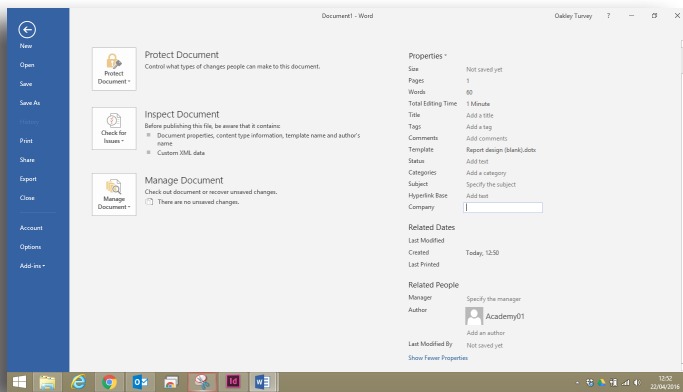 Document1 - Word
Oakley Turvey
?
New
Open
Save
Save As
Print
Share
Export
Close
Account
Options
Add-ins
Protect Document
Protect Document
Control what types of changes people can make to this document.
Check for Issues
Inspect Document
Before publishing this file, be aware that it contains:
Document properties, content type information, template name and author's
name
Custom XML data
Manage Document
Manage Document
Check out document or recover unsaved changes.
There are no unsaved changes.
Properties
Size Not saved yet
Pages 1
Words 60
Total Editing Time 1 Minute
Title Add a title
Tags Add a tag
Comments Add comments
Template Report design (blank).dotx
Status Add text
Categories Add a category
Subject Specify the subject
Hyperlink Base Add text
Company
Related Dates
Last Modified
Created Today, 12:50
Last Printed
Related People
Manager Specify the manager
Author Academy01
Add an author
Last Modified By Not saved yet
Show Fewer Properties
Id
12:52
22/04/2016